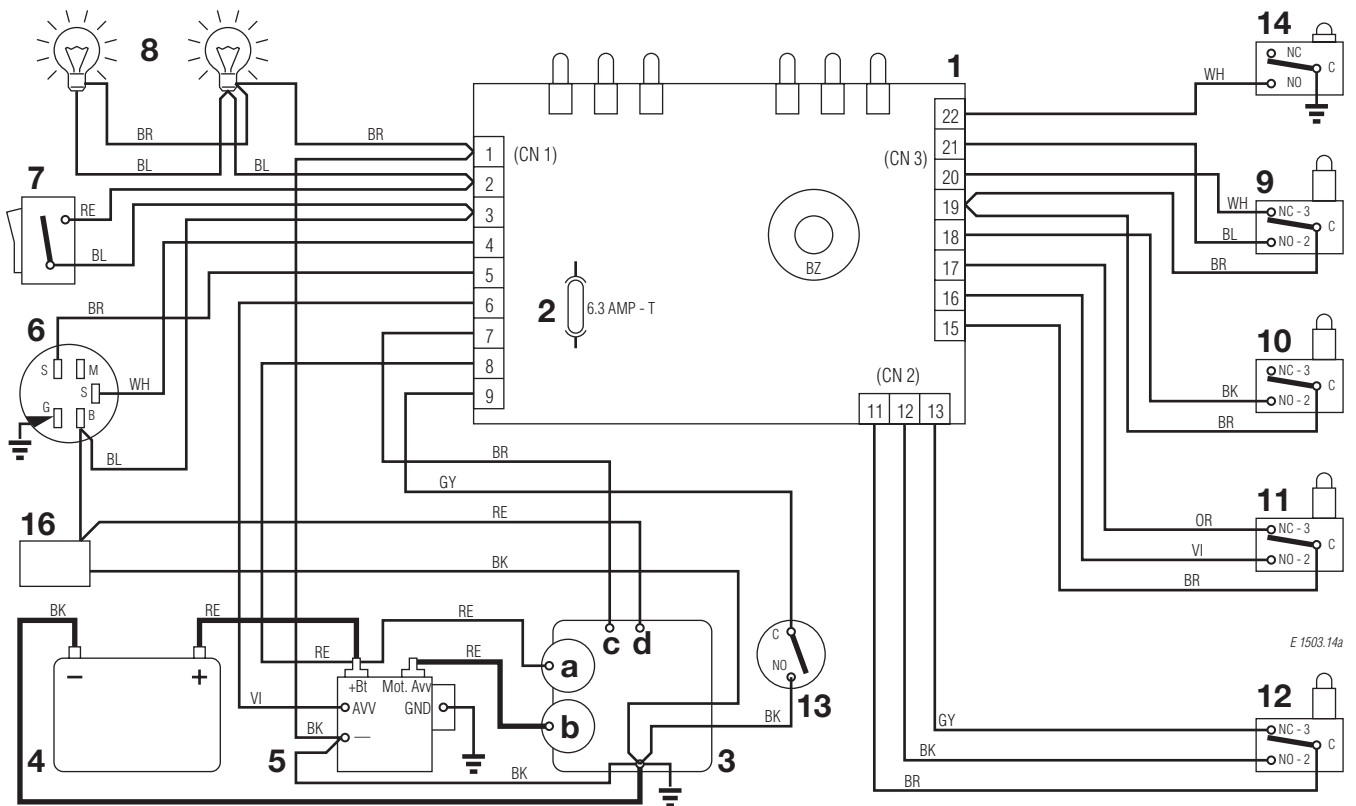 8
1
14
NC
C
NO
WH
BR
BR
BL
BL
1
(CN 1)
2
3
4
5
6
7
8
9
22
21
(CN 3)
20
19
18
17
16
15
BZ
2
6.3 AMP - T
(CN 2)
11
12
13
7
RE
BL
9
WH
NC - 3
C
BL
NO - 2
BR
BR
6
S
M
S
WH
G
B
BL
10
NC - 3
C
BK
NO - 2
BR
BR
GY
16
RE
BK
11
OR
NC - 3
C
VI
NO - 2
BR
E 1503.14a
BK
RE
RE
RE
RE
c
d
a
b
C
NO
13
BK
−
+
4
+Bt
Mot. Avv
VI
AVV
GND
BK
—
5
BK
3
12
GY
NC - 3
C
BK
NO - 2
BR